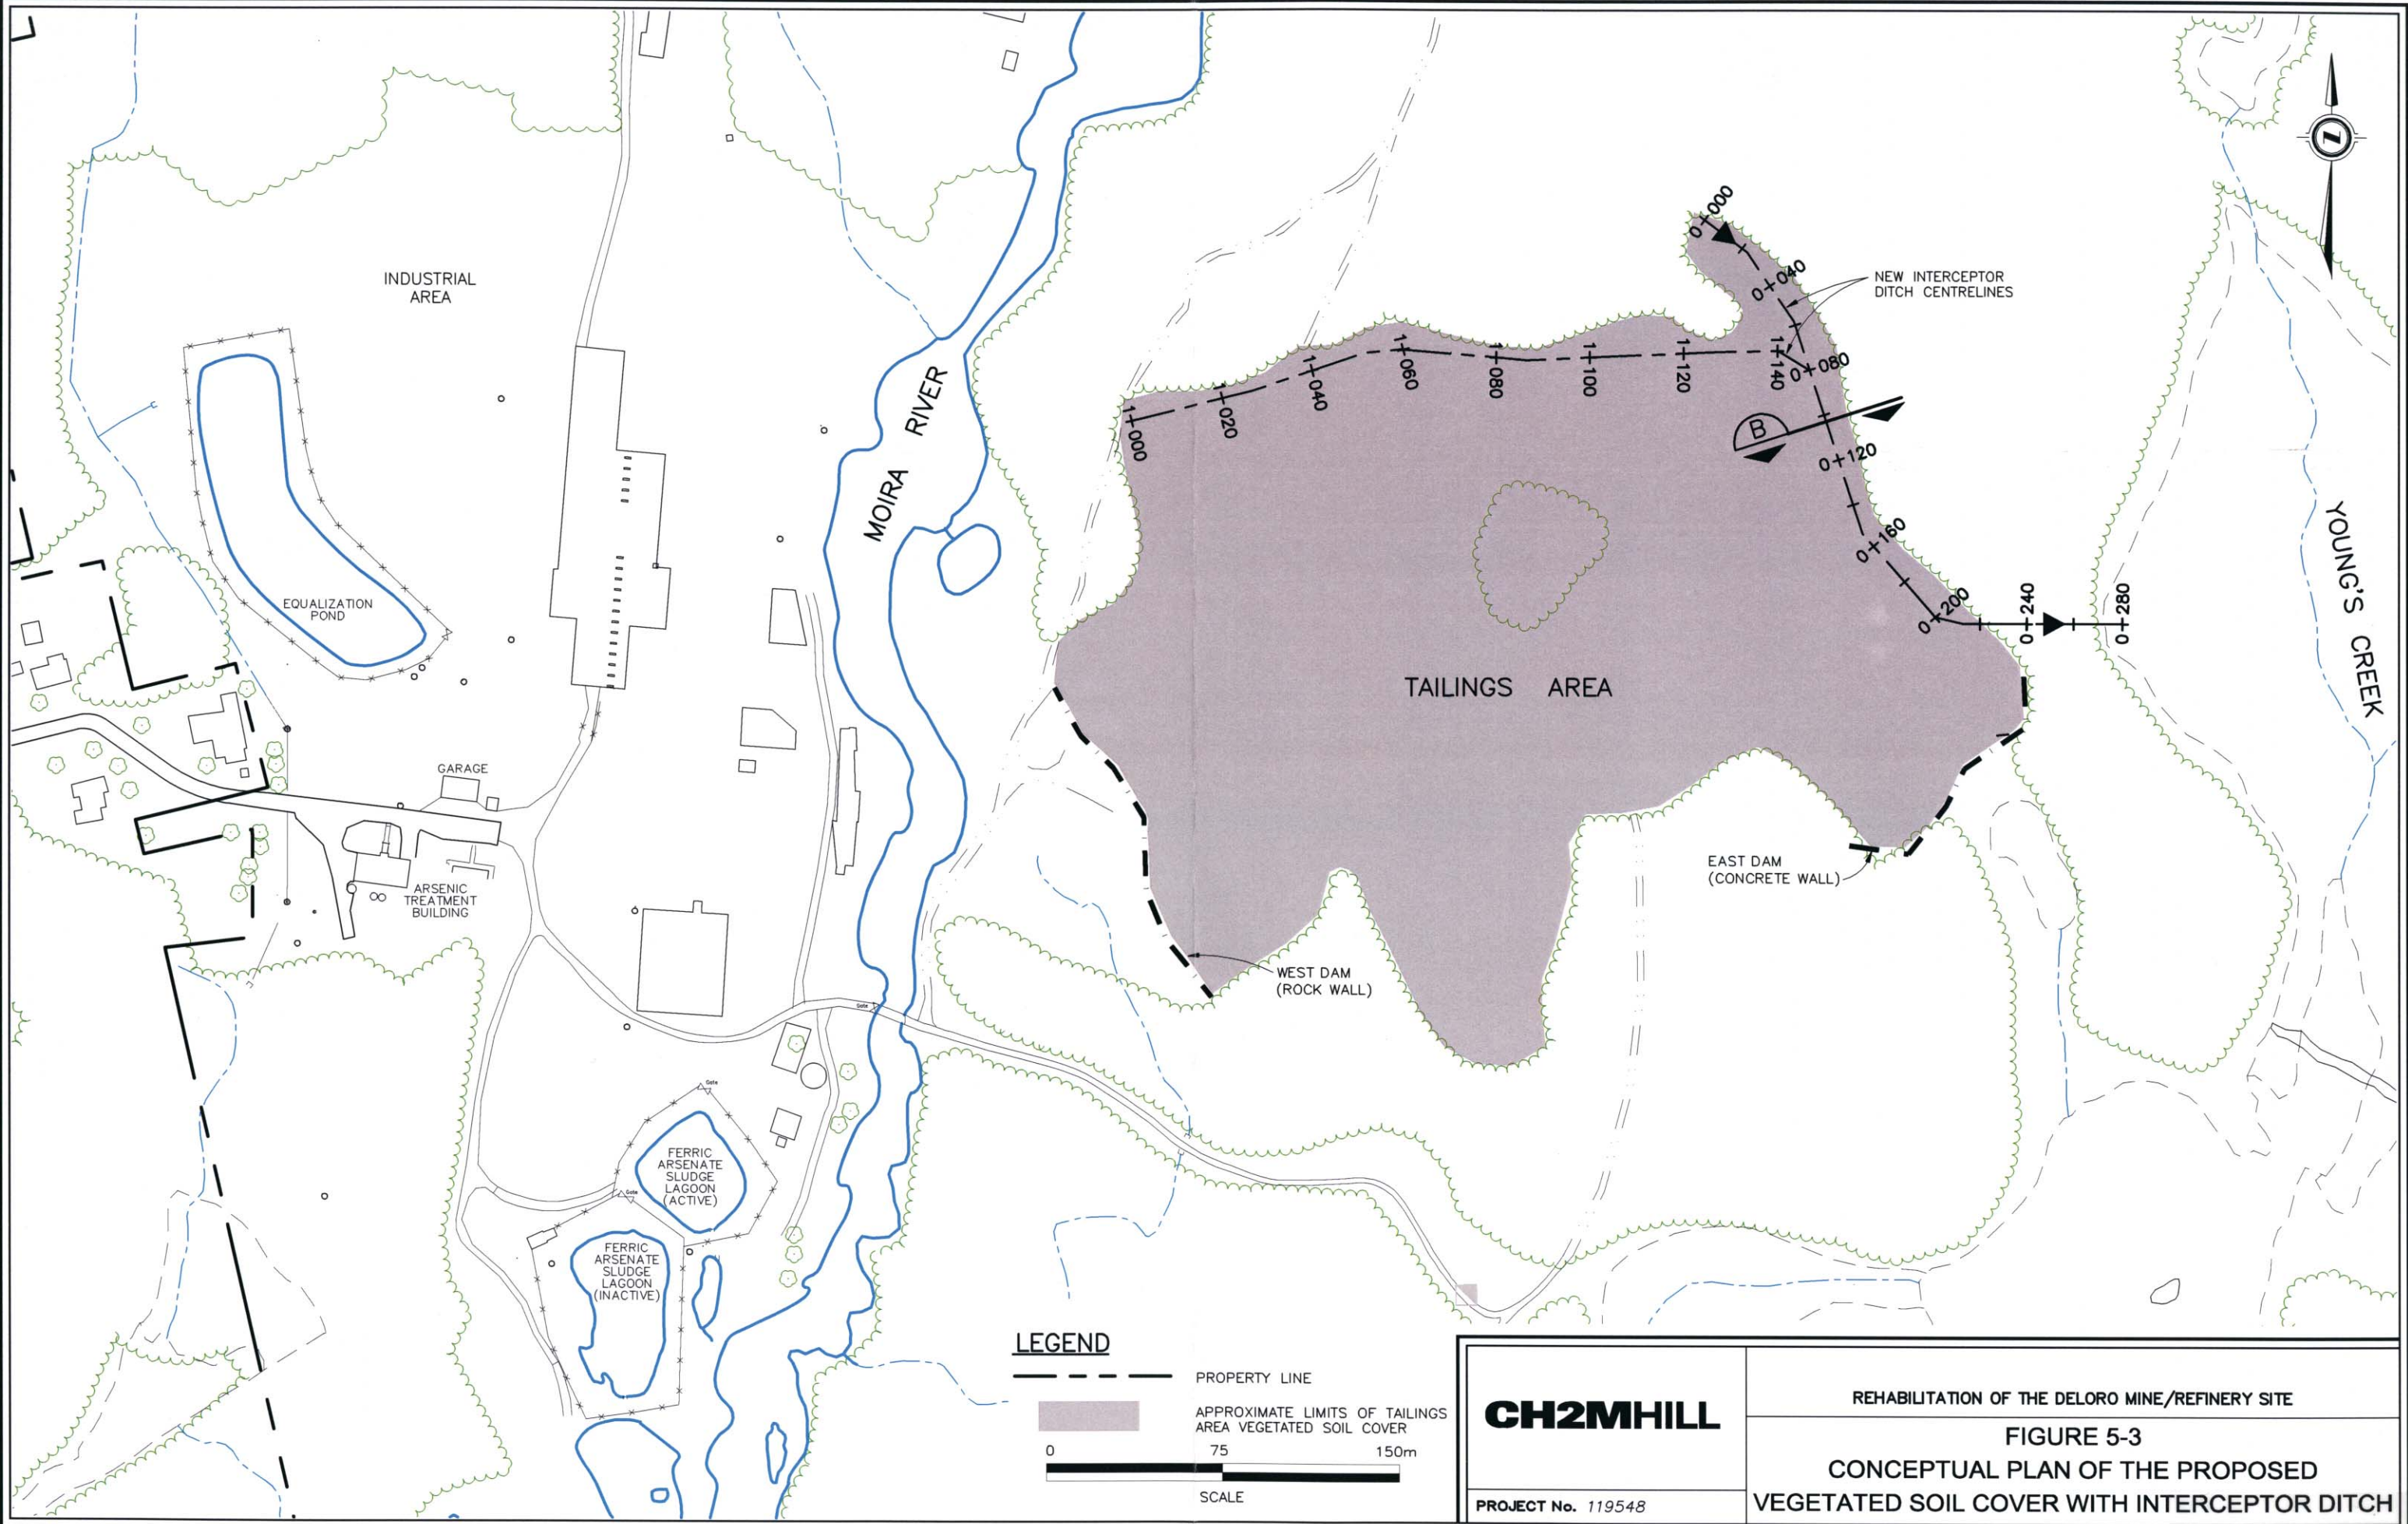 INDUSTRIAL
AREA
MOIRA RIVER
EQUALIZATION
POND
GARAGE
ARSENIC
TREATMENT
BUILDING
Gate
Gate
Gate
FERRIC
ARSENATE
SLUDGE
LAGOON
(ACTIVE)
FERRIC
ARSENATE
SLUDGE
LAGOON
(INACTIVE)
0+000
0+040
NEW INTERCEPTOR
DITCH CENTRELINES
0+080
B
0+120
0+160
0+200
0+240
0+280
1+000
1+020
1+040
1+060
1+080
1+100
1+120
1+140
TAILINGS AREA
YOUNG'S CREEK
EAST DAM
(CONCRETE WALL)
WEST DAM
(ROCK WALL)
N
LEGEND
PROPERTY LINE
APPROXIMATE LIMITS OF TAILINGS
AREA VEGETATED SOIL COVER
0 75 150m
SCALE
CH2MHILL
PROJECT No. 119548
REHABILITATION OF THE DELORO MINE/REFINERY SITE
FIGURE 5-3
CONCEPTUAL PLAN OF THE PROPOSED
VEGETATED SOIL COVER WITH INTERCEPTOR DITCH